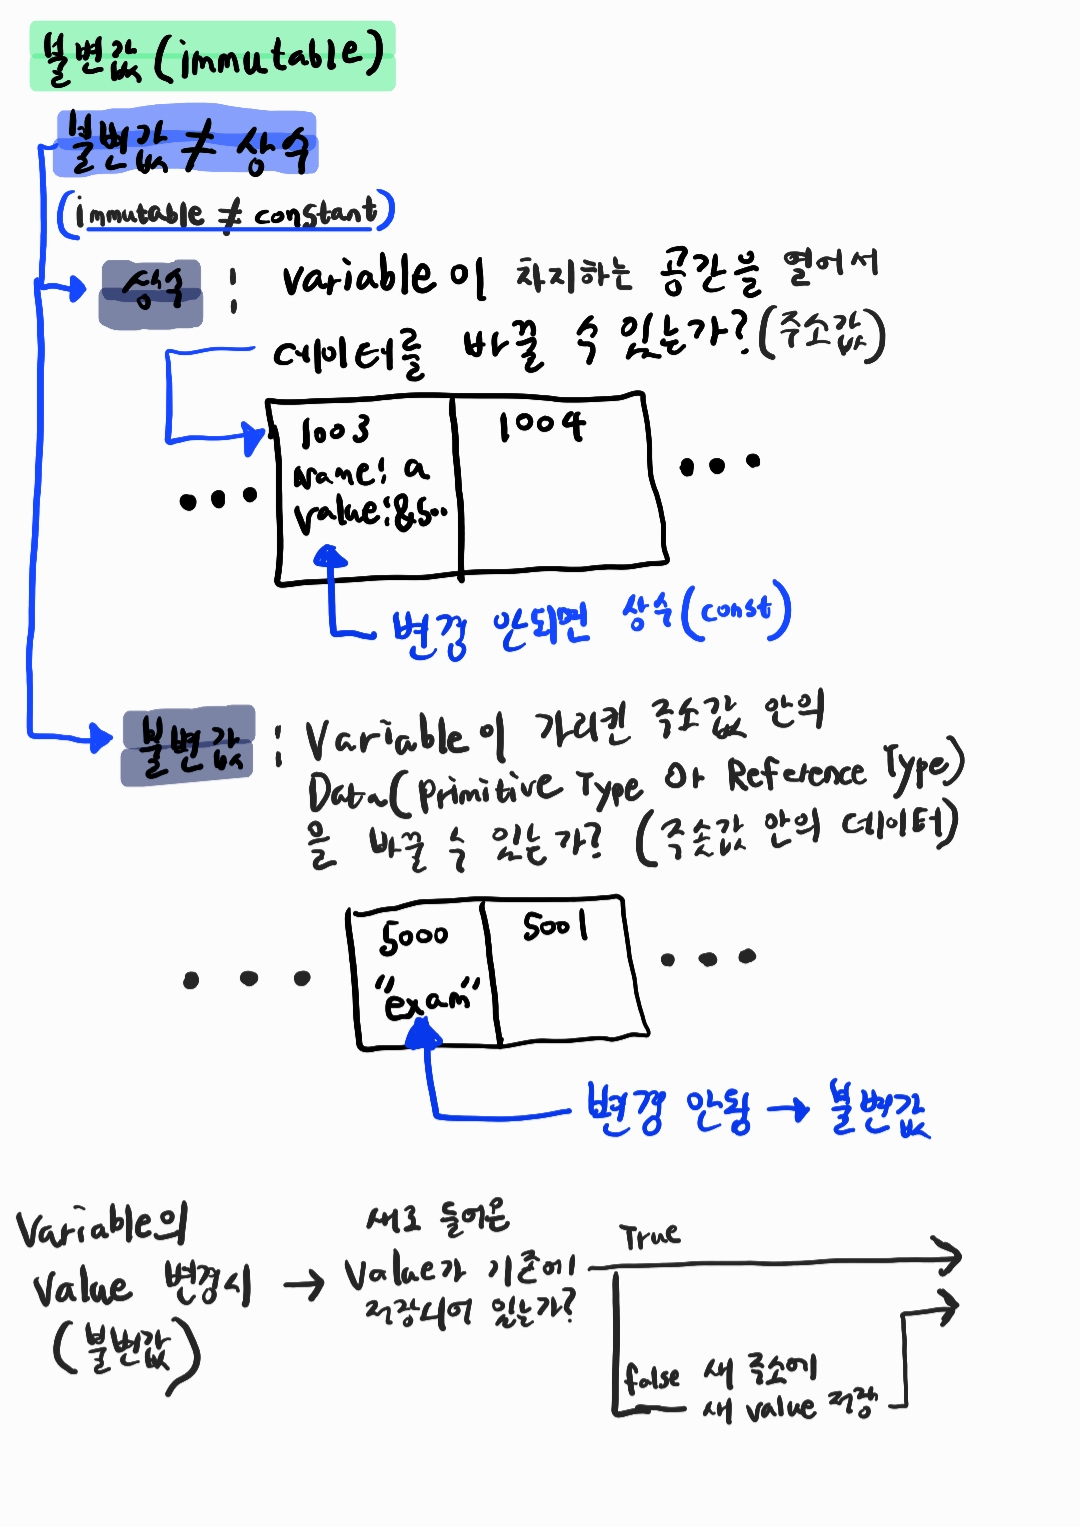 불변값(immutable)
불변값 ≠ 상수
(immutable ≠ constant)
상수 : variable이 차지하는 공간을 열어서
데이터를 바꿀 수 있는가? (주소값)
1003
name: a
value:&50..
1004
변경 안되면 상수(const)
불변값 : Variable이 가리킨 주소값 안의
Data(Primitive Type Or Reference Type)
을 바꿀 수 있는가? (주솟값 안의 데이터)
5000
"exam"
5001
변경 안됨 → 불변값
Variable의
Value 변경시
(불변값)
→
새로 들어온
Value가 기존에
저장되어 있는가?
True
false 새 주소에
새 value 저장